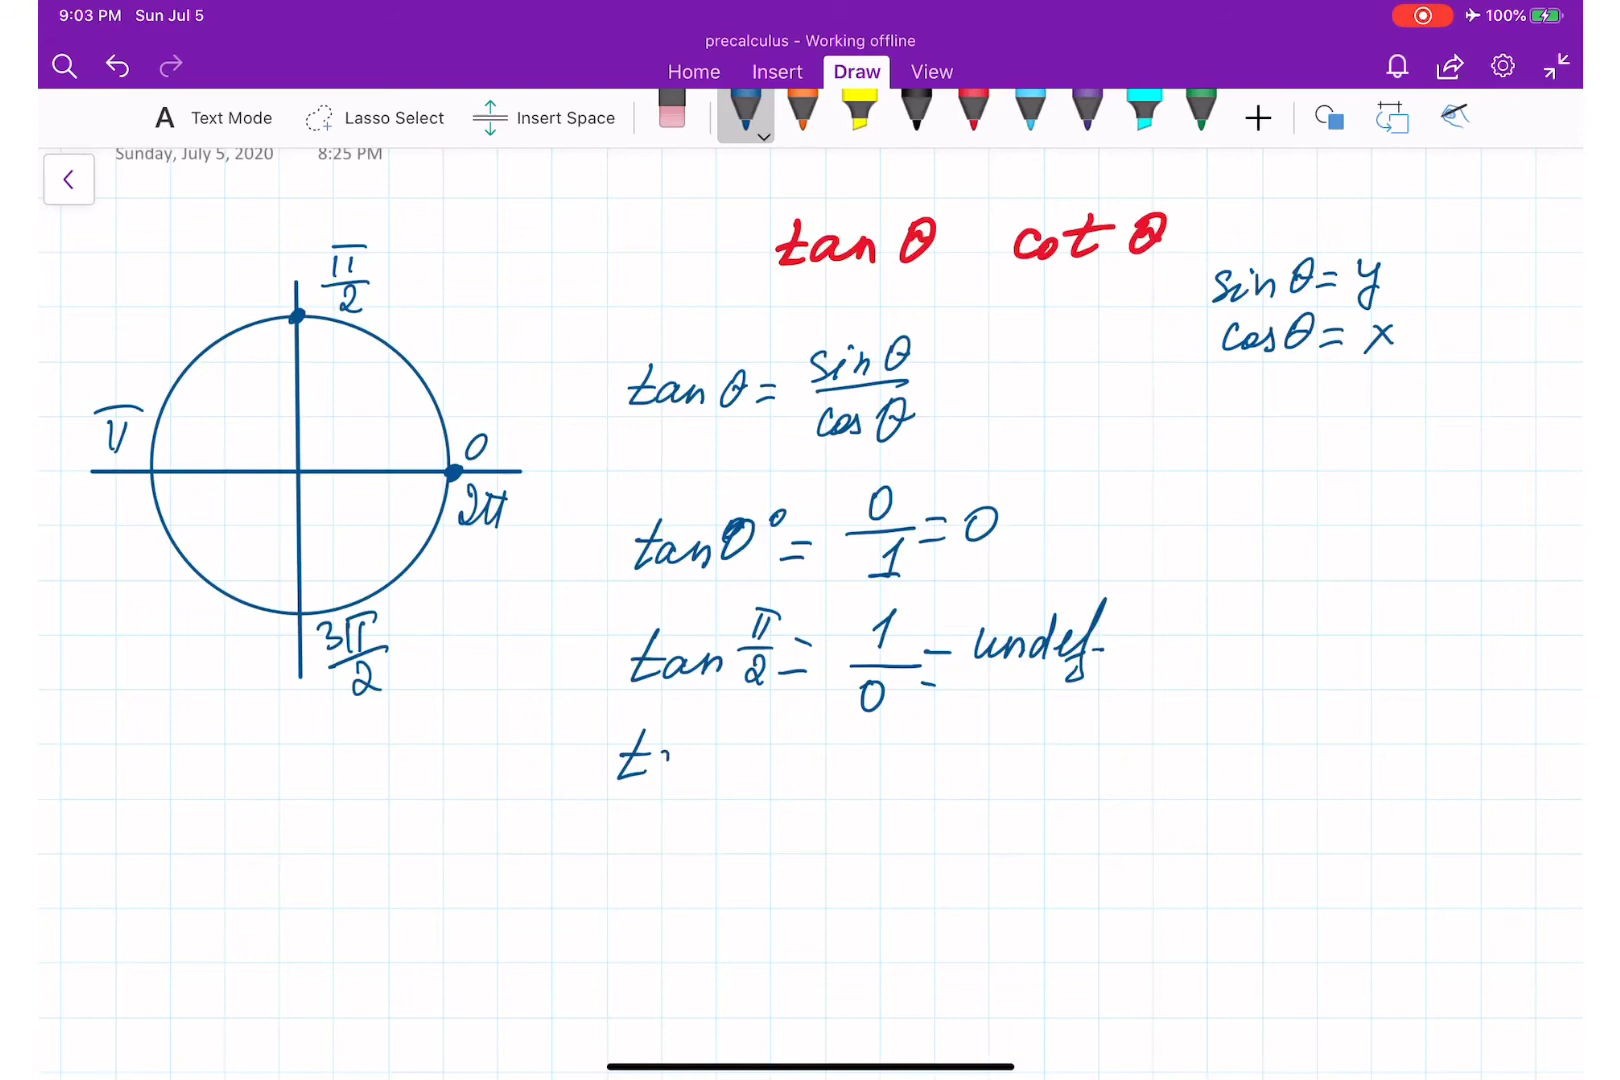 9:03 PM Sun Jul 5
100%
precalculus - Working offline
Home Insert Draw View
A Text Mode Lasso Select Insert Space
Sunday, July 5, 2020 8:25 PM
tan θ cot θ
sin θ = y
cos θ = x
π/2
π
0
2π
3π/2
tan θ = sin θ/cos θ
tan 0° = 0/1 = 0
tan π/2 = 1/0 = undef.
t